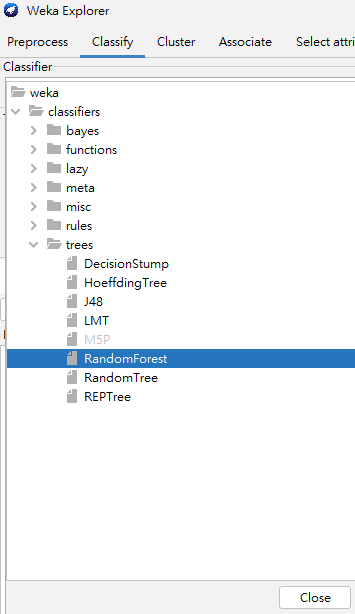 Weka Explorer
Preprocess Classify Cluster Associate Select attri
Classifier
weka
classifiers
bayes
functions
lazy
meta
misc
rules
trees
DecisionStump
HoeffdingTree
J48
LMT
M5P
RandomForest
RandomTree
REPTree
Close